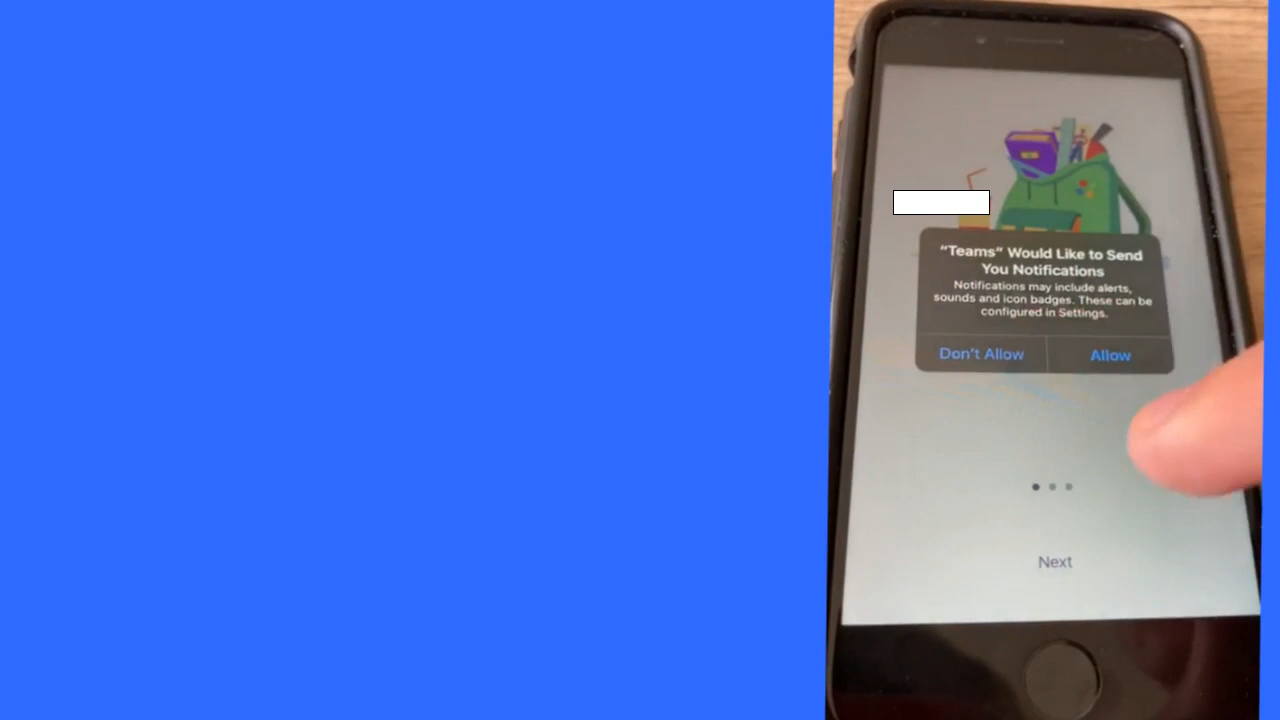 “Teams” Would Like to Send
You Notifications
Notifications may include alerts,
sounds and icon badges. These can be
configured in Settings.
Don’t Allow
Allow
Next